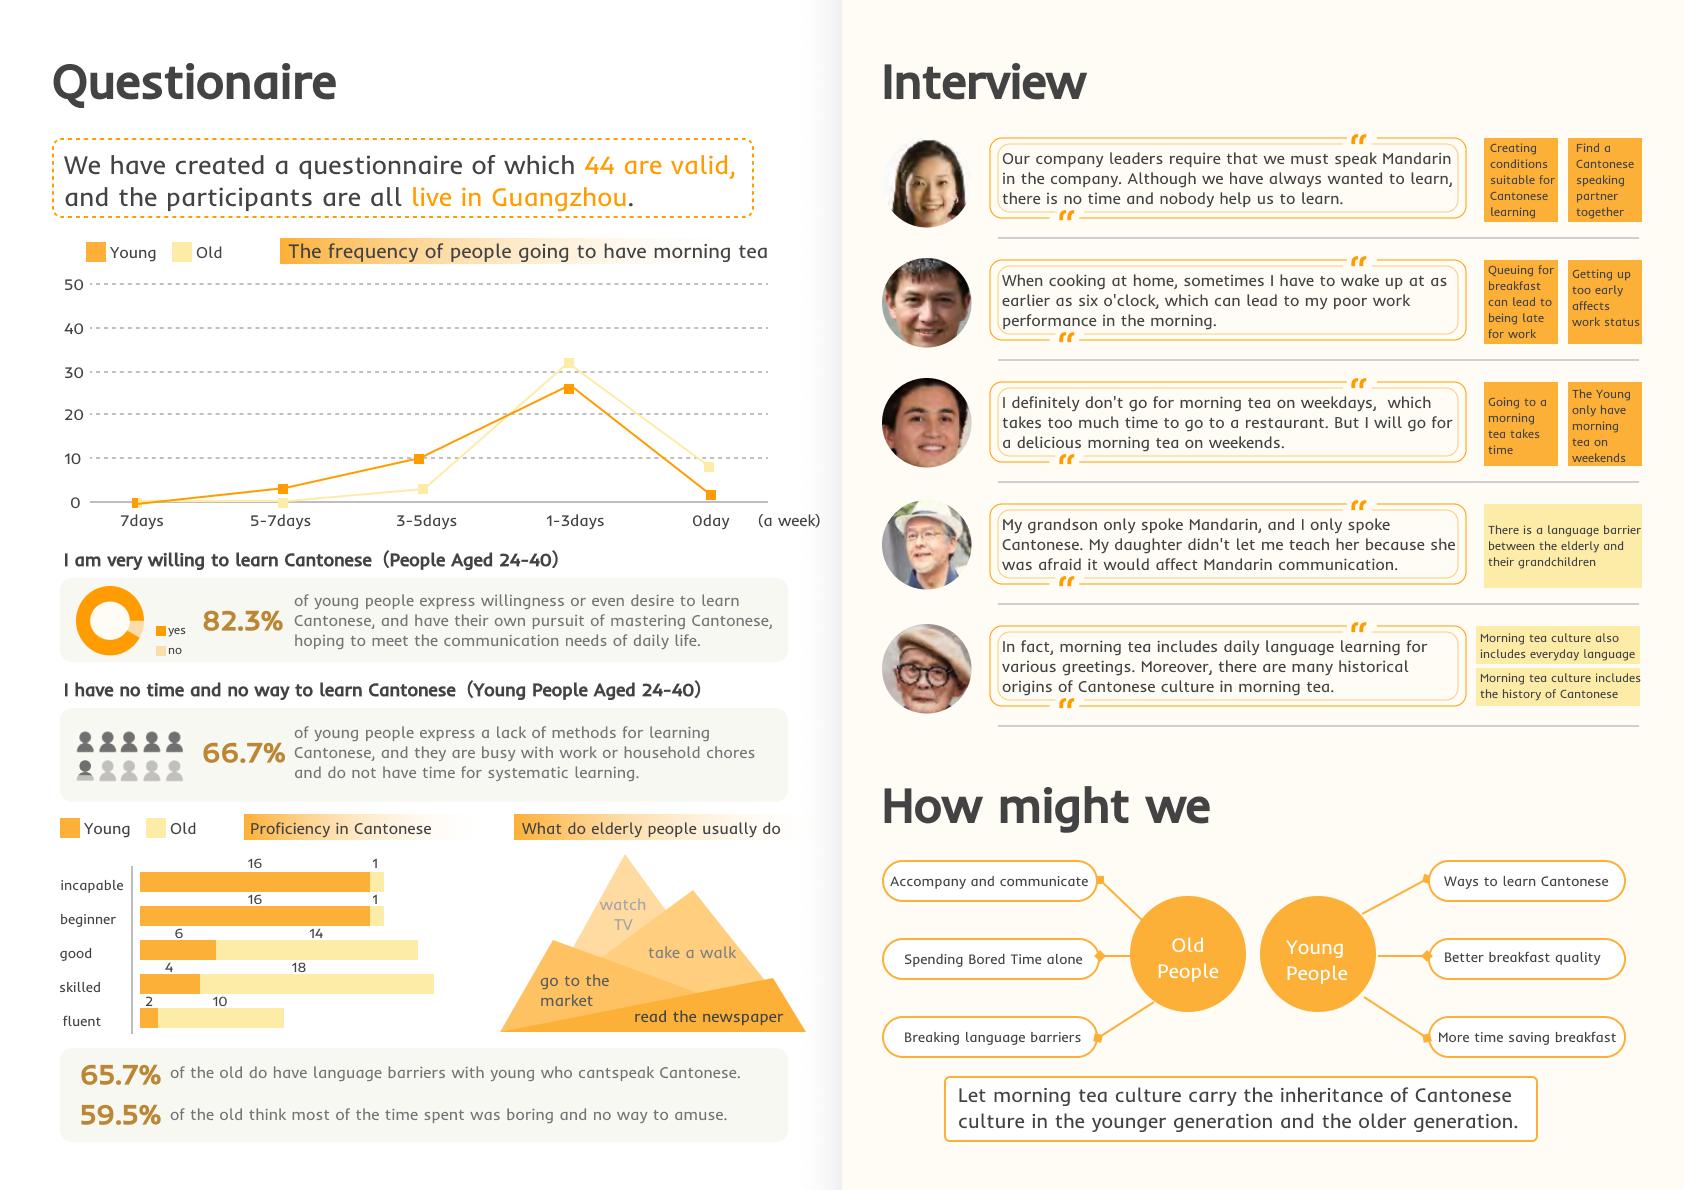 Questionaire
We have created a questionnaire of which 44 are valid,
and the participants are all live in Guangzhou.
Young
Old
The frequency of people going to have morning tea
50
40
30
20
10
0
7days
5-7days
3-5days
1-3days
0day
(a week)
I am very willing to learn Cantonese (People Aged 24-40)
yes
no
82.3%
of young people express willingness or even desire to learn
Cantonese, and have their own pursuit of mastering Cantonese,
hoping to meet the communication needs of daily life.
I have no time and no way to learn Cantonese (Young People Aged 24-40)
66.7%
of young people express a lack of methods for learning
Cantonese, and they are busy with work or household chores
and do not have time for systematic learning.
Young
Old
Proficiency in Cantonese
16
1
incapable
16
1
beginner
6
14
good
4
18
skilled
2
10
fluent
What do elderly people usually do
watch
TV
take a walk
go to the
market
read the newspaper
65.7%
of the old do have language barriers with young who cantspeak Cantonese.
59.5%
of the old think most of the time spent was boring and no way to amuse.
Interview
Our company leaders require that we must speak Mandarin
in the company. Although we have always wanted to learn,
there is no time and nobody help us to learn.
Creating
conditions
suitable for
Cantonese
learning
Find a
Cantonese
speaking
partner
together
When cooking at home, sometimes I have to wake up at as
earlier as six o'clock, which can lead to my poor work
performance in the morning.
Queuing for
breakfast
can lead to
being late
for work
Getting up
too early
affects
work status
I definitely don't go for morning tea on weekdays, which
takes too much time to go to a restaurant. But I will go for
a delicious morning tea on weekends.
Going to a
morning
tea takes
time
The Young
only have
morning
tea on
weekends
My grandson only spoke Mandarin, and I only spoke
Cantonese. My daughter didn't let me teach her because she
was afraid it would affect Mandarin communication.
There is a language barrier
between the elderly and
their grandchildren
In fact, morning tea includes daily language learning for
various greetings. Moreover, there are many historical
origins of Cantonese culture in morning tea.
Morning tea culture also
includes everyday language
Morning tea culture includes
the history of Cantonese
How might we
Accompany and communicate
Spending Bored Time alone
Breaking language barriers
Old
People
Young
People
Ways to learn Cantonese
Better breakfast quality
More time saving breakfast
Let morning tea culture carry the inheritance of Cantonese
culture in the younger generation and the older generation.